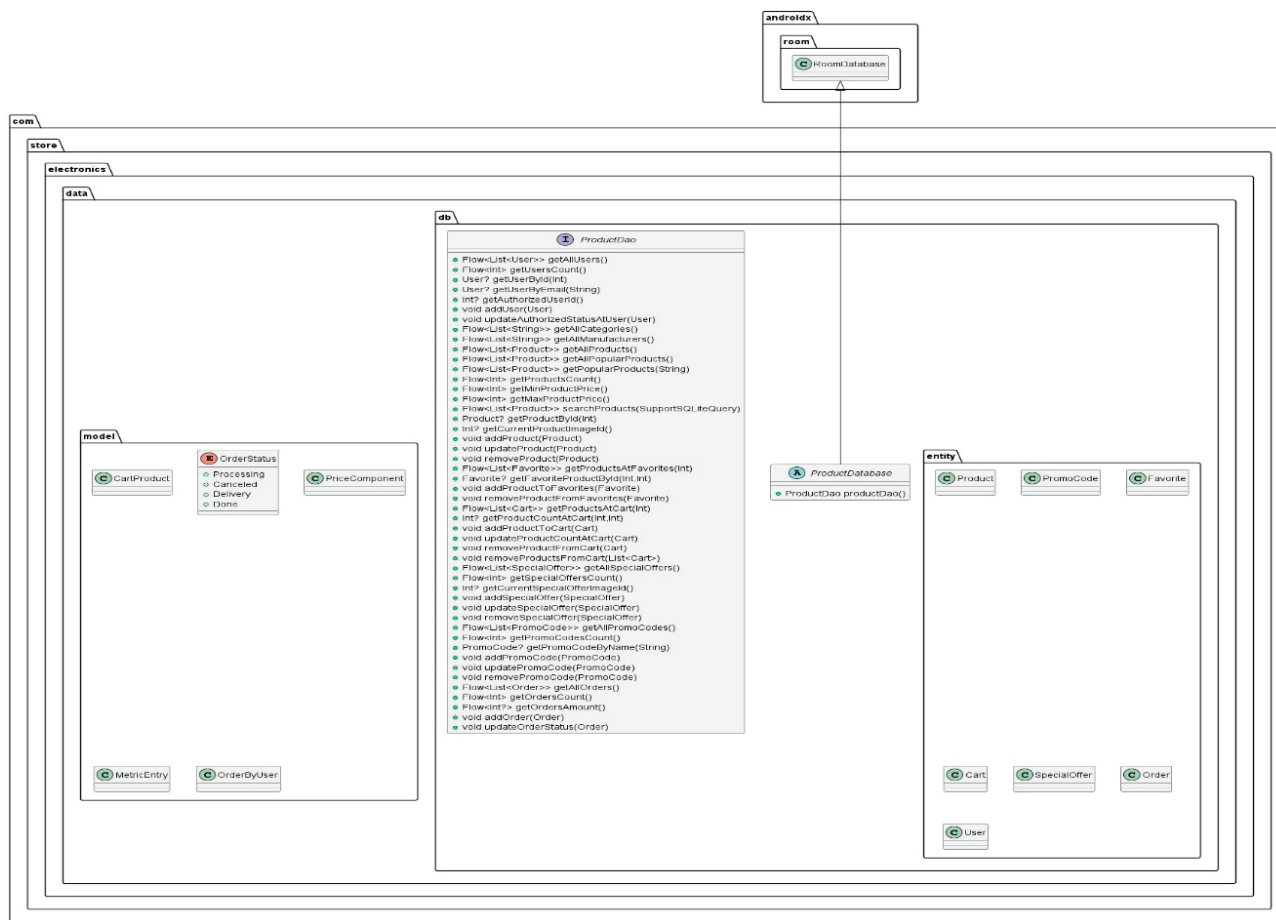 androidx
room
C RoomDatabase
com
store
electronics
data
db
I ProductDao
Flow<List<User>> getAllUsers()
Flow<Int> getUsersCount()
User? getUserById(Int)
User? getUserByEmail(String)
Int? getAuthorizedUserId()
void addUser(User)
void updateAuthorizedStatusAtUser(User)
Flow<List<String>> getAllCategories()
Flow<List<String>> getAllManufacturers()
Flow<List<Product>> getAllProducts()
Flow<List<Product>> getAllPopularProducts()
Flow<List<Product>> getPopularProducts(String)
Flow<Int> getProductsCount()
Flow<Int> getMinProductPrice()
Flow<Int> getMaxProductPrice()
Flow<List<Product>> searchProducts(SupportSQLiteQuery)
Product? getProductById(Int)
Int? getCurrentProductImageId()
void addProduct(Product)
void updateProduct(Product)
void removeProduct(Product)
Flow<List<Favorite>> getProductsAtFavorites(Int)
Favorite? getFavoriteProductById(Int,Int)
void addProductToFavorites(Favorite)
void removeProductFromFavorites(Favorite)
Flow<List<Cart>> getProductsAtCart(Int)
Int? getProductCountAtCart(Int,Int)
void addProductToCart(Cart)
void updateProductCountAtCart(Cart)
void removeProductFromCart(Cart)
void removeProductsFromCart(List<Cart>)
Flow<List<SpecialOffer>> getAllSpecialOffers()
Flow<Int> getSpecialOffersCount()
Int? getCurrentSpecialOfferImageId()
void addSpecialOffer(SpecialOffer)
void updateSpecialOffer(SpecialOffer)
void removeSpecialOffer(SpecialOffer)
Flow<List<PromoCode>> getAllPromoCodes()
Flow<Int> getPromoCodesCount()
PromoCode? getPromoCodeByName(String)
void addPromoCode(PromoCode)
void updatePromoCode(PromoCode)
void removePromoCode(PromoCode)
Flow<List<Order>> getAllOrders()
Flow<Int> getOrdersCount()
Flow<Int?> getOrdersAmount()
void addOrder(Order)
void updateOrderStatus(Order)
model
C CartProduct
E OrderStatus
Processing
Canceled
Delivery
Done
C PriceComponent
C MetricEntry
C OrderByUser
A ProductDatabase
ProductDao productDao()
entity
C Product
C PromoCode
C Favorite
C Cart
C SpecialOffer
C Order
C User